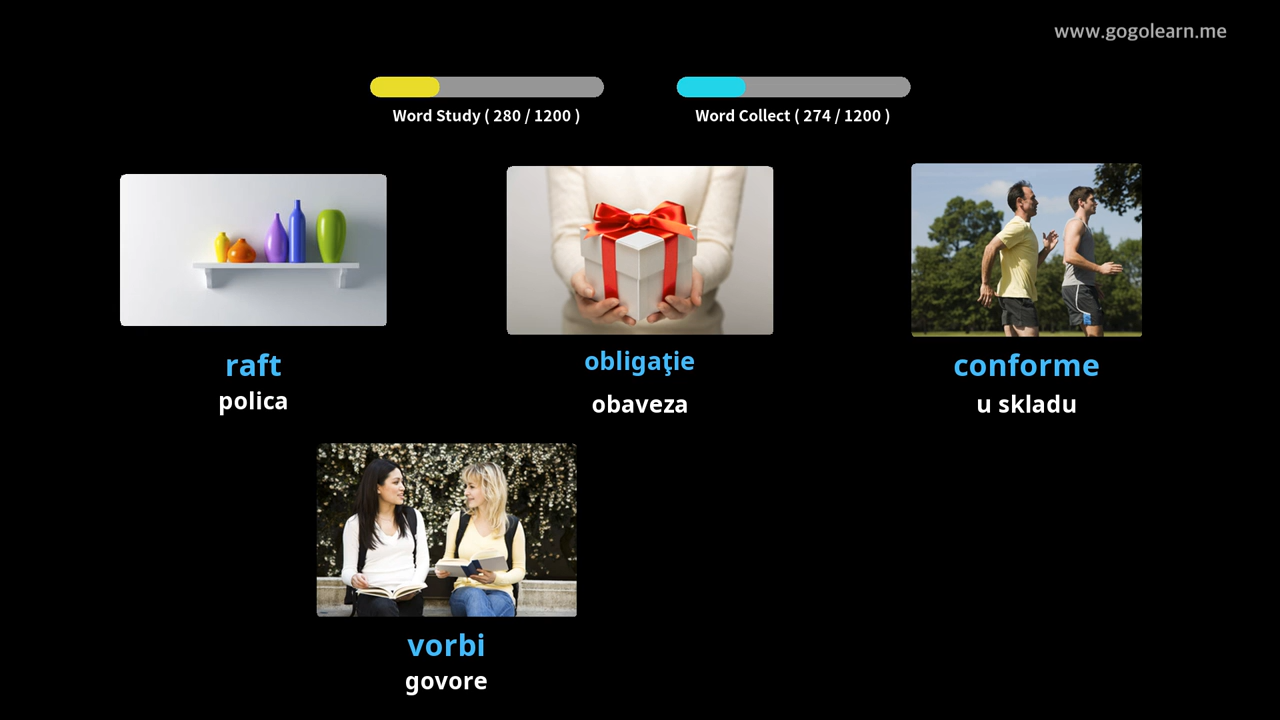 www.gogolearn.me
Word Study ( 280 / 1200 )
Word Collect ( 274 / 1200 )
raft
polica
obligaţie
obaveza
conforme
u skladu
vorbi
govore